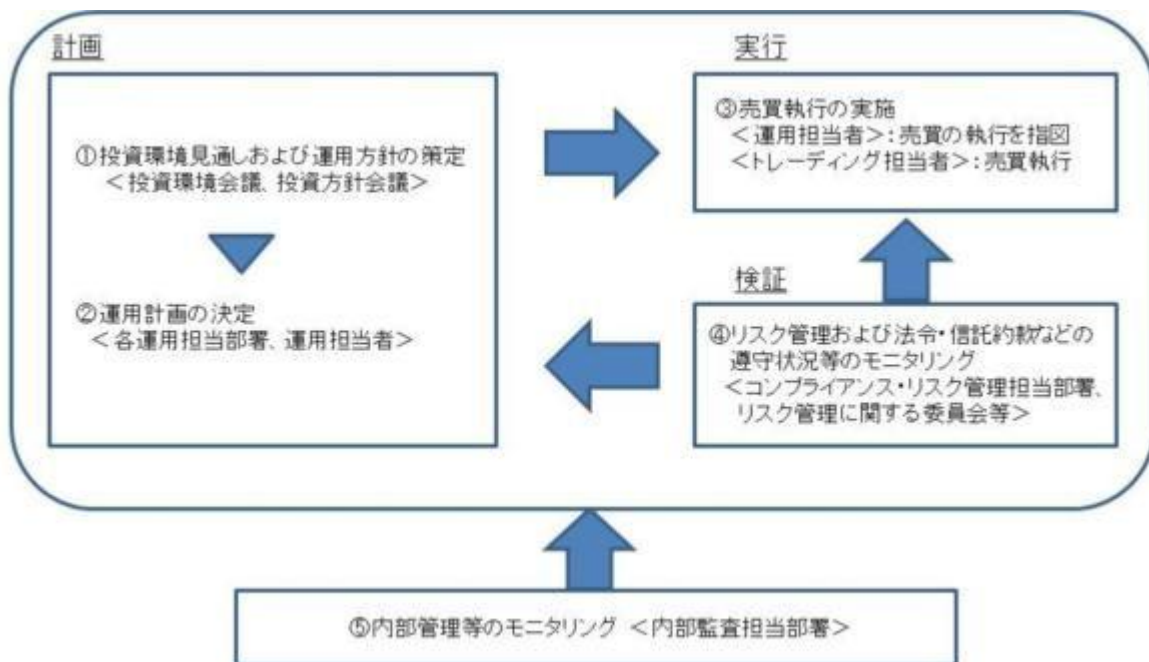 計画
①投資環境見通しおよび運用方針の策定
＜投資環境会議、投資方針会議＞
②運用計画の決定
＜各運用担当部署、運用担当者＞
実行
③売買執行の実施
＜運用担当者＞：売買の執行を指図
＜トレーディング担当者＞：売買執行
検証
④リスク管理および法令・信託約款などの
遵守状況等のモニタリング
＜コンプライアンス・リスク管理担当部署、
リスク管理に関する委員会等＞
⑤内部管理等のモニタリング ＜内部監査担当部署＞